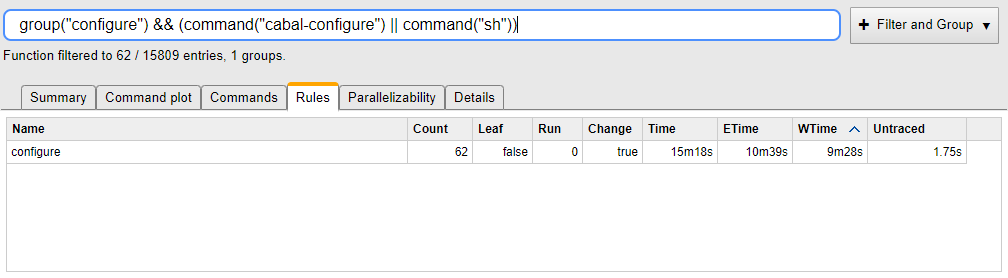 group("configure") && (command("cabal-configure") || command("sh"))
+ Filter and Group ▼
Function filtered to 62 / 15809 entries, 1 groups.
Summary Command plot Commands Rules Parallelizability Details
Name Count Leaf Run Change Time ETime WTime Untraced
configure 62 false 0 true 15m18s 10m39s 9m28s 1.75s